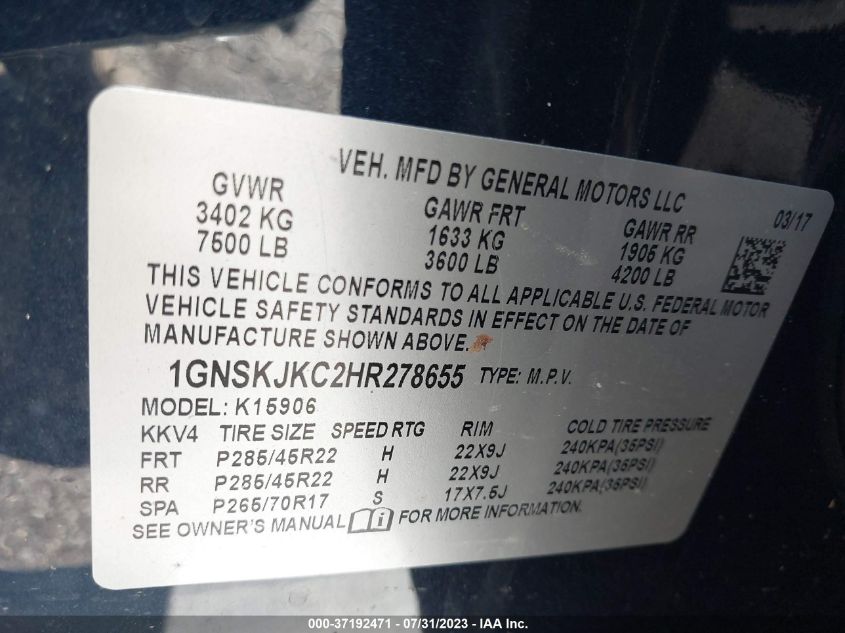 VEH. MFD BY GENERAL MOTORS LLC
03/17
GVWR GAWR FRT GAWR RR
3402 KG 1633 KG 1905 KG
7500 LB 3600 LB 4200 LB
THIS VEHICLE CONFORMS TO ALL APPLICABLE U.S. FEDERAL MOTOR
VEHICLE SAFETY STANDARDS IN EFFECT ON THE DATE OF
MANUFACTURE SHOWN ABOVE.
1GNSKJKC2HR278655 TYPE: M.P.V.
MODEL: K15906
KKV4 TIRE SIZE SPEED RTG RIM COLD TIRE PRESSURE
FRT P285/45R22 H 22X9J 240KPA(35PSI)
RR P285/45R22 H 22X9J 240KPA(35PSI)
SPA P265/70R17 S 17X7.5J 240KPA(35PSI)
SEE OWNER'S MANUAL i FOR MORE INFORMATION.
000-37192471 - 07/31/2023 - IAA Inc.